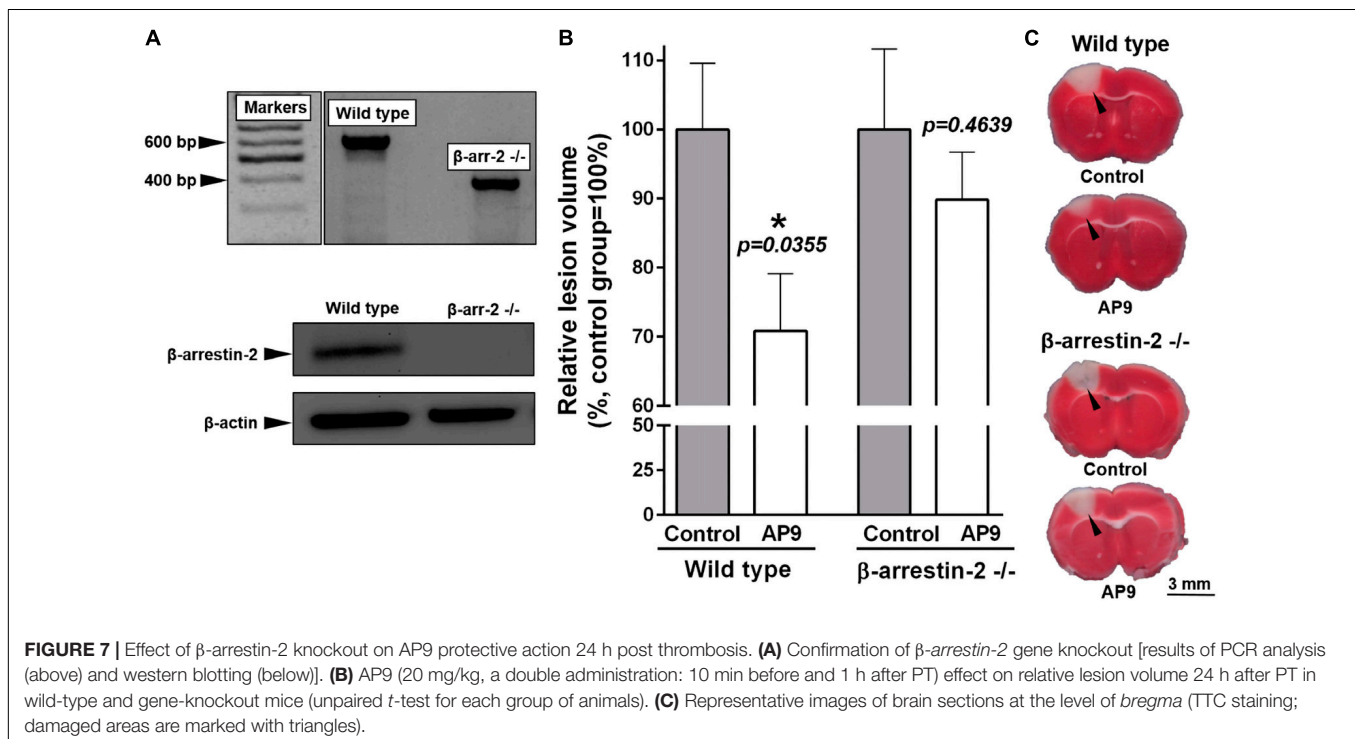 A
Markers
Wild type
600 bp
β-arr-2 -/-
400 bp
Wild type β-arr-2 -/-
β-arrestin-2
β-actin
B
Relative lesion volume
(%, control group=100%)
110
100
90
80
70
60
50
25
0
*
p=0.0355
p=0.4639
Control AP9 Control AP9
Wild type β-arrestin-2 -/-
C
Wild type
Control
AP9
β-arrestin-2 -/-
Control
AP9
3 mm
FIGURE 7 | Effect of β-arrestin-2 knockout on AP9 protective action 24 h post thrombosis. (A) Confirmation of β-arrestin-2 gene knockout [results of PCR analysis
(above) and western blotting (below)]. (B) AP9 (20 mg/kg, a double administration: 10 min before and 1 h after PT) effect on relative lesion volume 24 h after PT in
wild-type and gene-knockout mice (unpaired t-test for each group of animals). (C) Representative images of brain sections at the level of bregma (TTC staining;
damaged areas are marked with triangles).